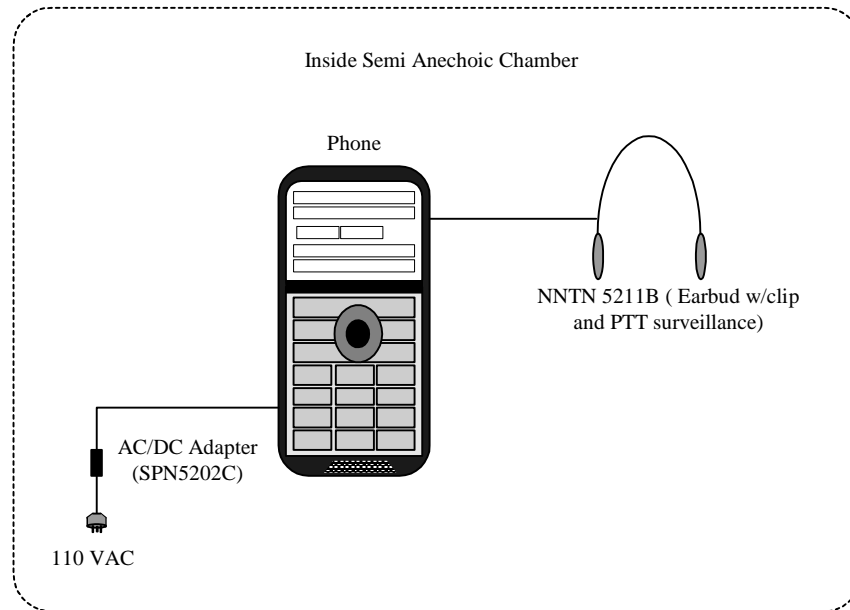 Inside Semi Anechoic Chamber
Phone
NNTN 5211B ( Earbud w/clip
and PTT surveillance)
AC/DC Adapter
(SPN5202C)
110 VAC